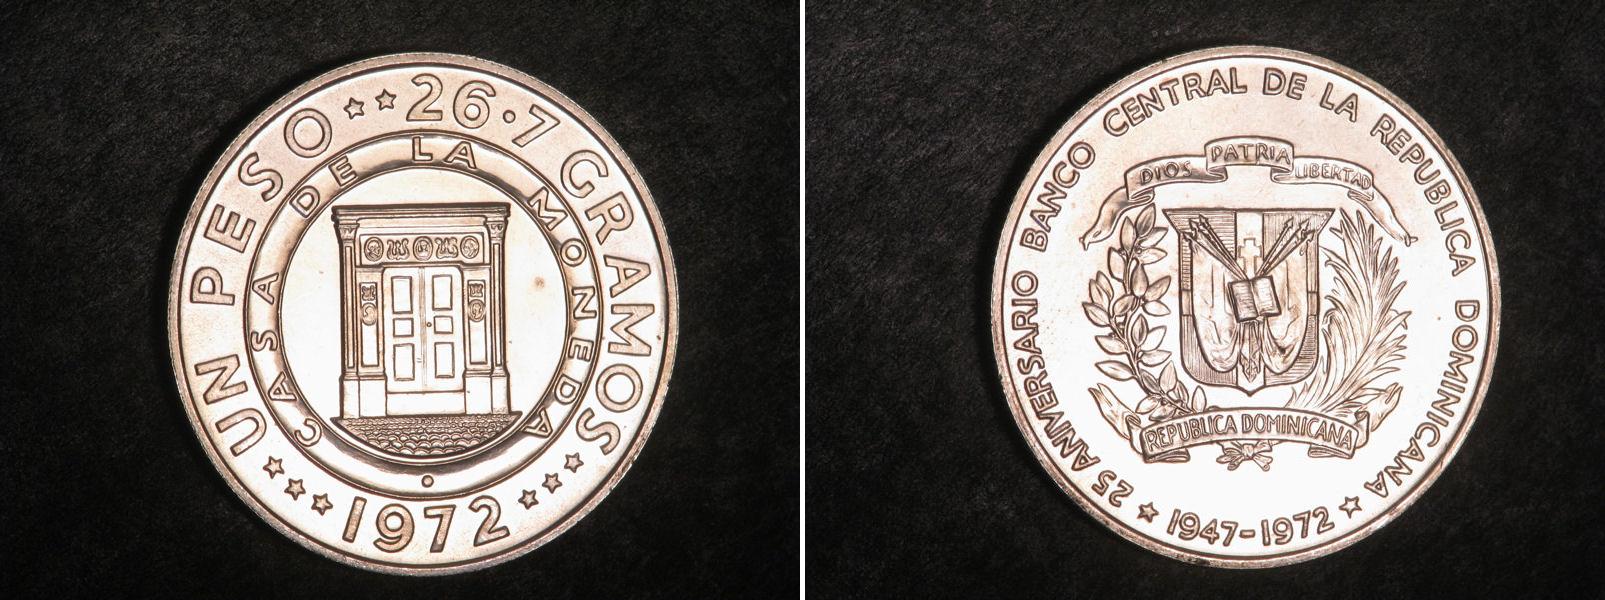 UN PESO ★★ 26·7 GRAMOS
CASA DE LA MONEDA
★★★ 1972 ★★★
25 ANIVERSARIO BANCO CENTRAL DE LA REPUBLICA DOMINICANA
DIOS PATRIA LIBERTAD
REPUBLICA DOMINICANA
★ 1947-1972 ★